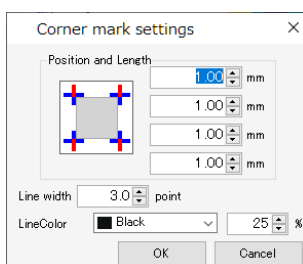 Corner mark settings
Position and Length
1.00 mm
1.00 mm
1.00 mm
1.00 mm
Line width 3.0 point
LineColor Black 25 %
OK Cancel